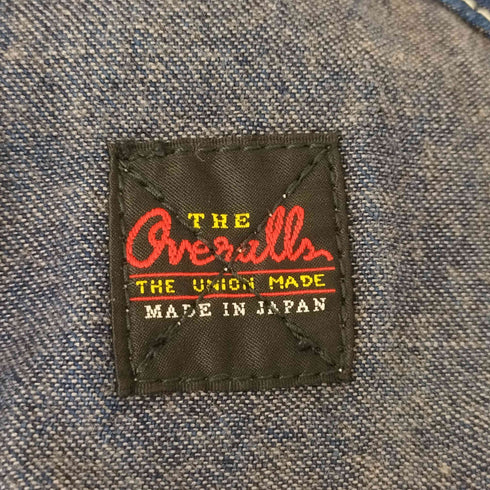 THE
Overalls
THE UNION MADE
MADE IN JAPAN